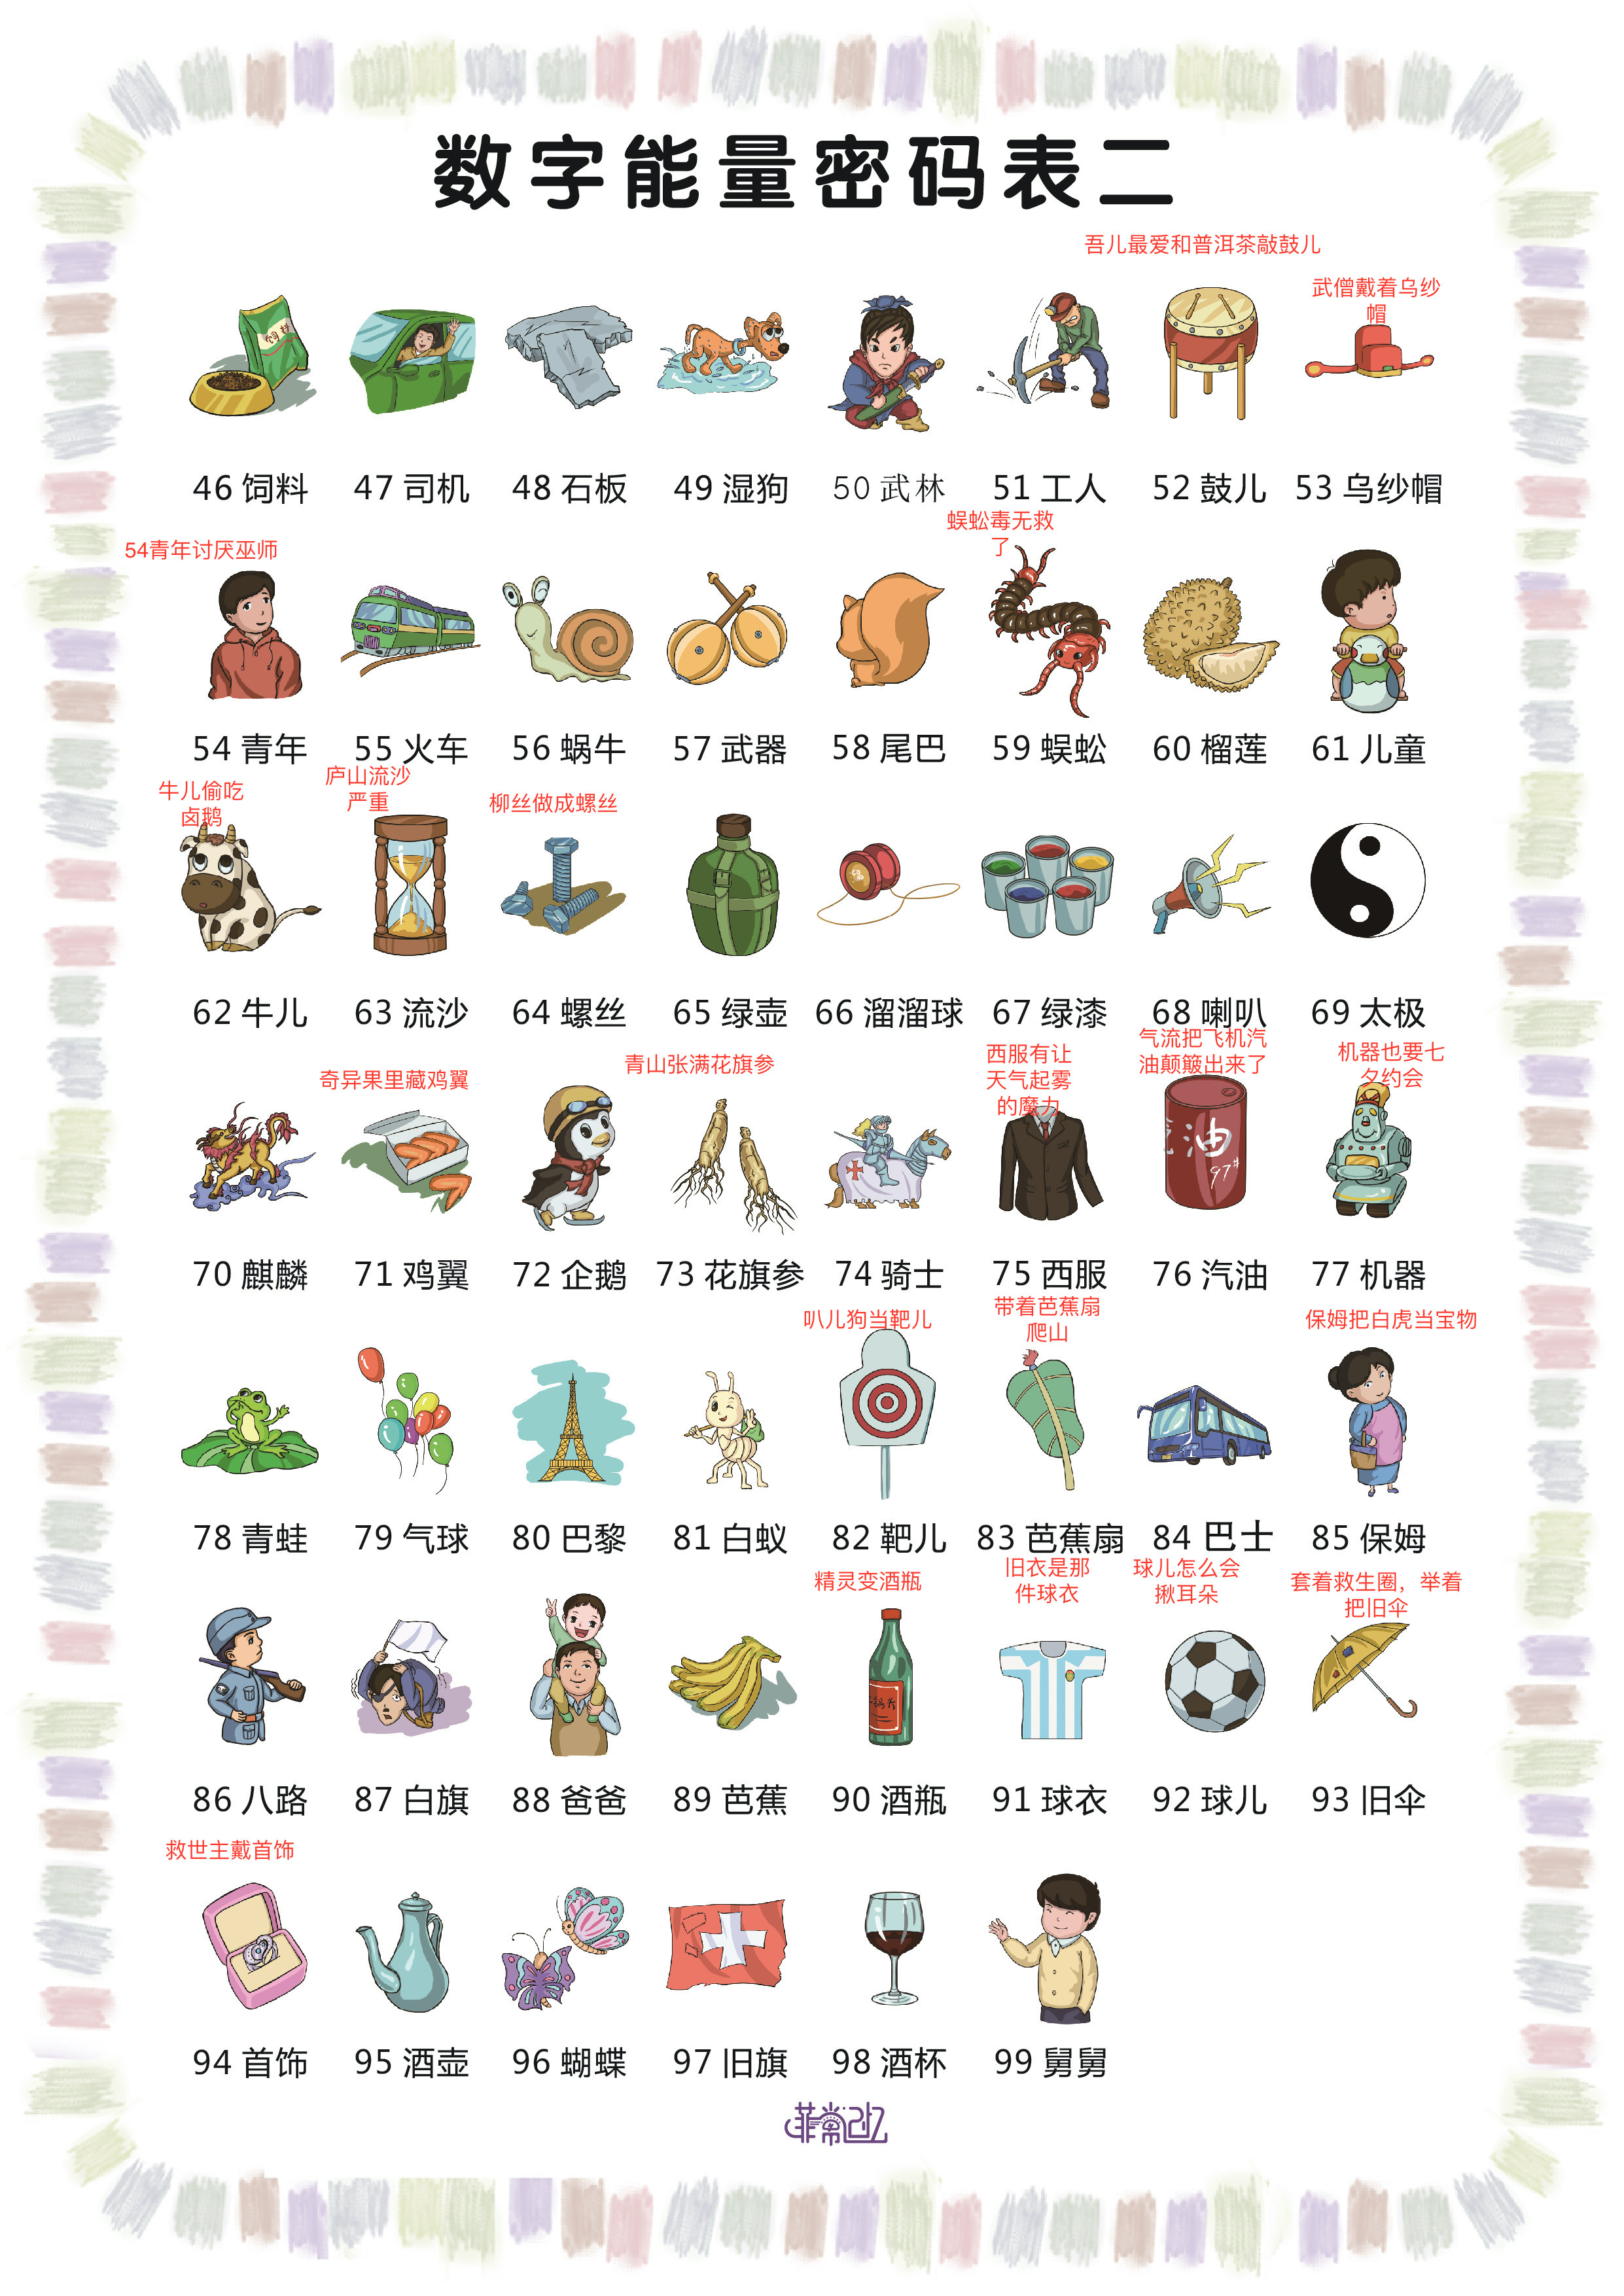 数字能量密码表二
吾儿最爱和普洱茶敲鼓儿
武僧戴着乌纱
帽
饲料
46 饲料 47 司机 48 石板 49 湿狗 50 武林 51 工人 52 鼓儿 53 乌纱帽
54青年讨厌巫师
蜈蚣毒无救
了
54 青年 55 火车 56 蜗牛 57 武器 58 尾巴 59 蜈蚣 60 榴莲 61 儿童
牛儿偷吃
卤鹅
庐山流沙
严重
柳丝做成螺丝
62 牛儿 63 流沙 64 螺丝 65 绿壶 66 溜溜球 67 绿漆 68 喇叭 69 太极
奇异果里藏鸡翼
青山张满花旗参
西服有让
天气起雾
的魔力
气流把飞机汽
油颠簸出来了
机器也要七
夕约会
油
97#
70 麒麟 71 鸡翼 72 企鹅 73 花旗参 74 骑士 75 西服 76 汽油 77 机器
叭儿狗当靶儿
带着芭蕉扇
爬山
保姆把白虎当宝物
78 青蛙 79 气球 80 巴黎 81 白蚁 82 靶儿 83 芭蕉扇 84 巴士 85 保姆
精灵变酒瓶
旧衣是那
件球衣
球儿怎么会
揪耳朵
套着救生圈，举着
把旧伞
86 八路 87 白旗 88 爸爸 89 芭蕉 90 酒瓶 91 球衣 92 球儿 93 旧伞
救世主戴首饰
94 首饰 95 酒壶 96 蝴蝶 97 旧旗 98 酒杯 99 舅舅
菲常记忆